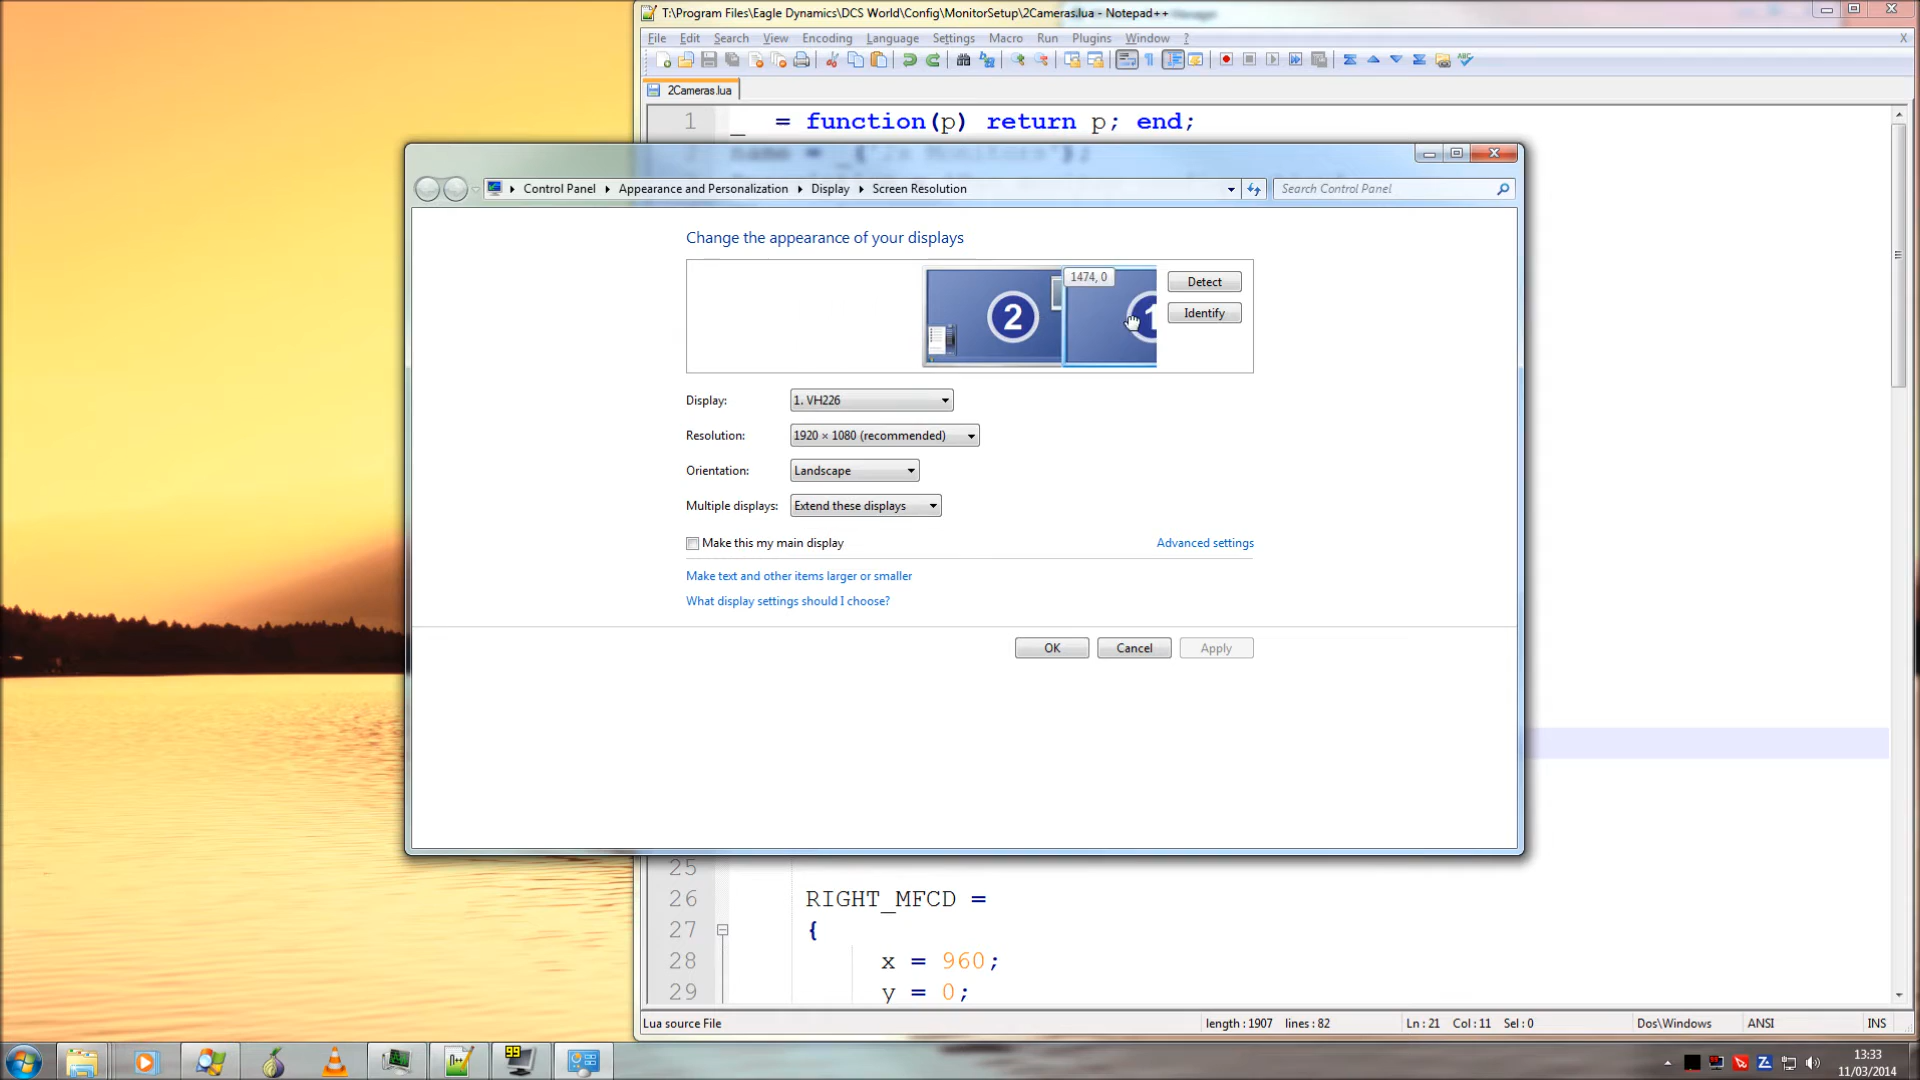 T:\Program Files\Eagle Dynamics\DCS World\Config\MonitorSetup\2Cameras.lua - Notepad++
File Edit Search View Encoding Language Settings Macro Run Plugins Window ?
X
2Cameras.lua
1 _ = function(p) return p; end;
Control Panel Appearance and Personalization Display Screen Resolution
Search Control Panel
Change the appearance of your displays
1474, 0
2
1
Detect
Identify
Display: 1. VH226
Resolution: 1920 × 1080 (recommended)
Orientation: Landscape
Multiple displays: Extend these displays
Make this my main display
Advanced settings
Make text and other items larger or smaller
What display settings should I choose?
OK Cancel Apply
25
26 RIGHT_MFCD =
27 {
28 x = 960;
29 y = 0;
Lua source File length : 1907 lines : 82 Ln : 21 Col : 11 Sel : 0 Dos\Windows ANSI INS
99
13:33
11/03/2014